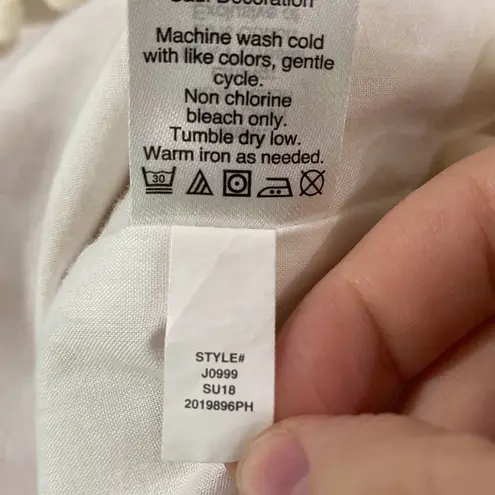 Machine wash cold
with like colors, gentle
cycle.
Non chlorine
bleach only.
Tumble dry low.
Warm iron as needed.
30
STYLE#
J0999
SU18
2019896PH